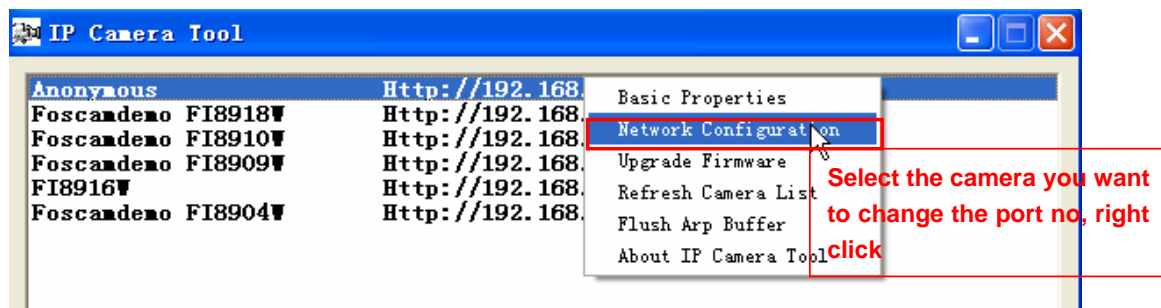 IP Camera Tool
Anonymous Http://192.168.
Foscamdemo FI8918W Http://192.168.
Foscamdemo FI8910W Http://192.168.
Foscamdemo FI8909W Http://192.168.
FI8916W Http://192.168.
Foscamdemo FI8904W Http://192.168.
Basic Properties
Network Configuration
Upgrade Firmware
Refresh Camera List
Flush Arp Buffer
About IP Camera Tool
Select the camera you want
to change the port no, right
click